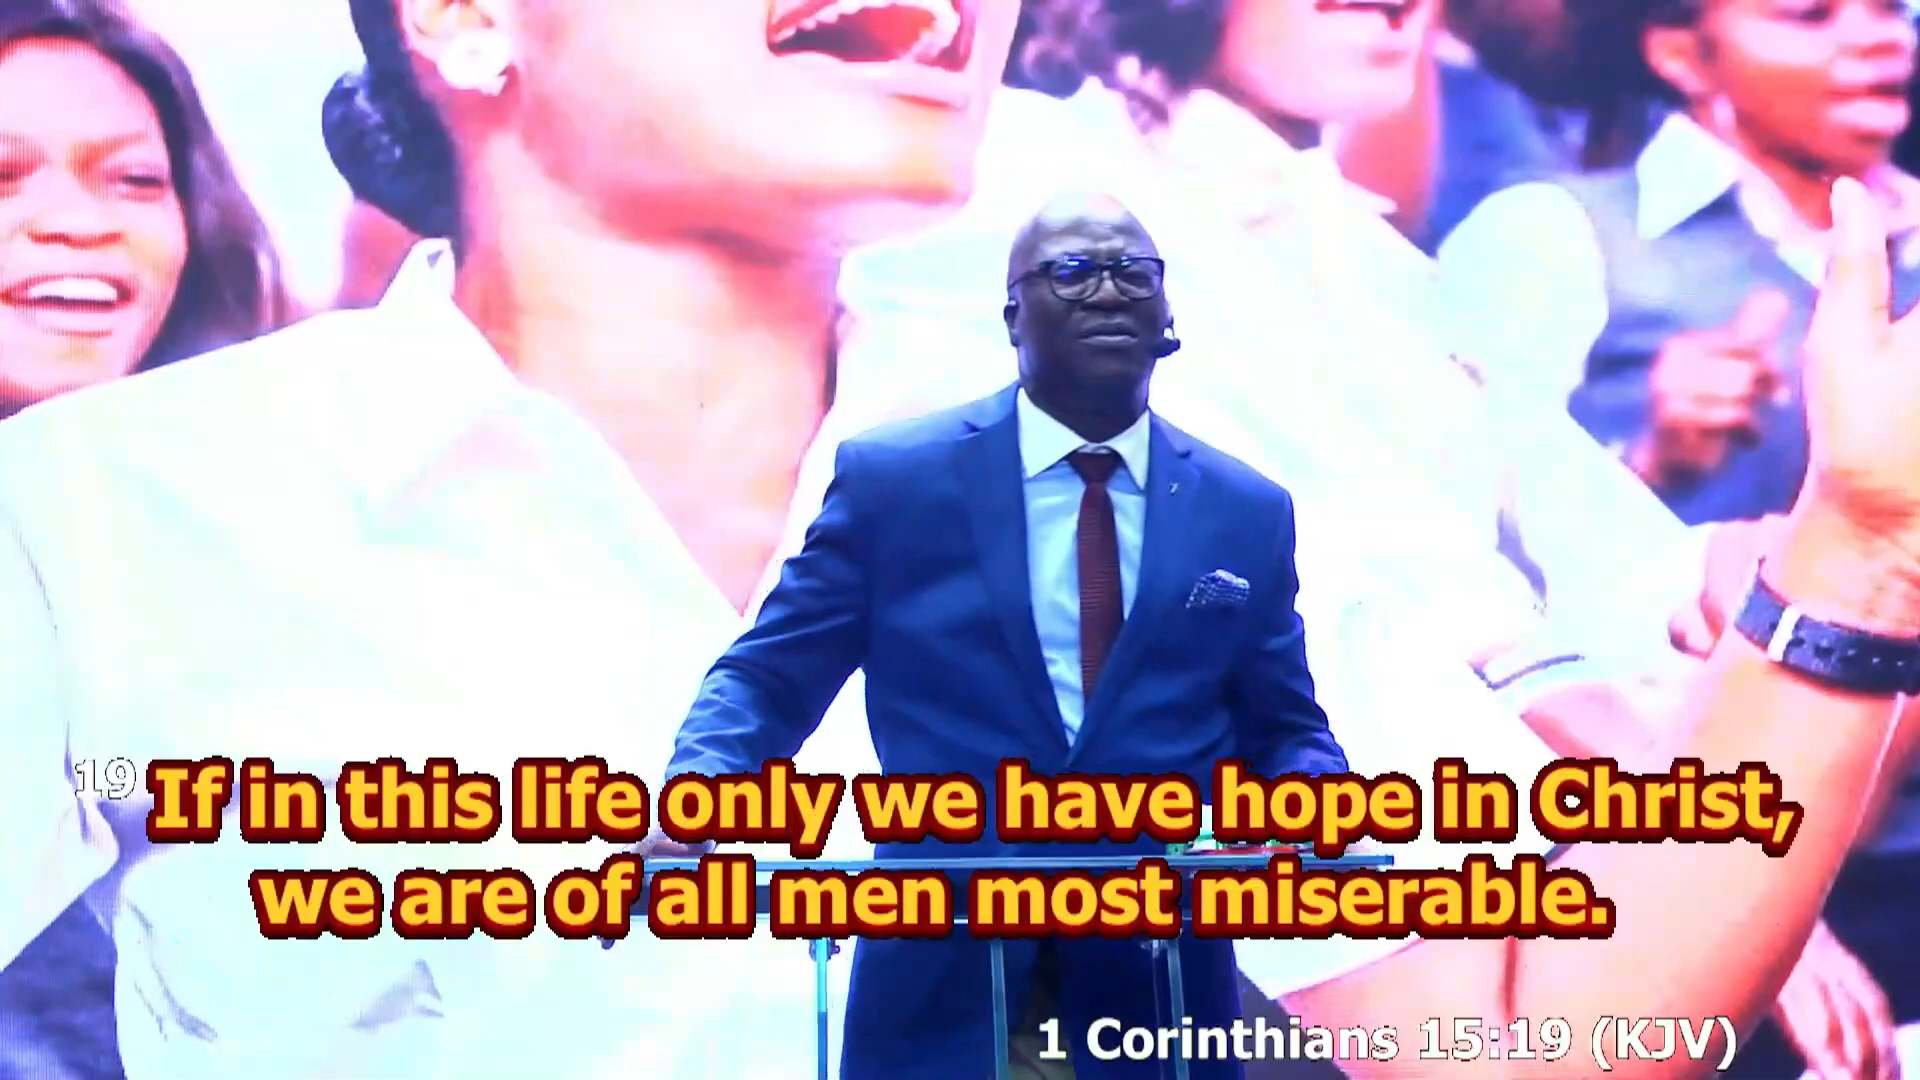 19 If in this life only we have hope in Christ,
we are of all men most miserable.
1 Corinthians 15:19 (KJV)